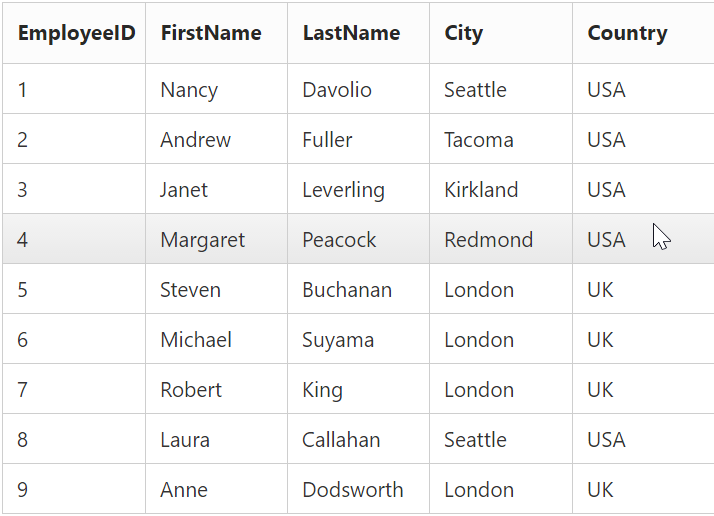 EmployeeID FirstName LastName City Country
1 Nancy Davolio Seattle USA
2 Andrew Fuller Tacoma USA
3 Janet Leverling Kirkland USA
4 Margaret Peacock Redmond USA
5 Steven Buchanan London UK
6 Michael Suyama London UK
7 Robert King London UK
8 Laura Callahan Seattle USA
9 Anne Dodsworth London UK